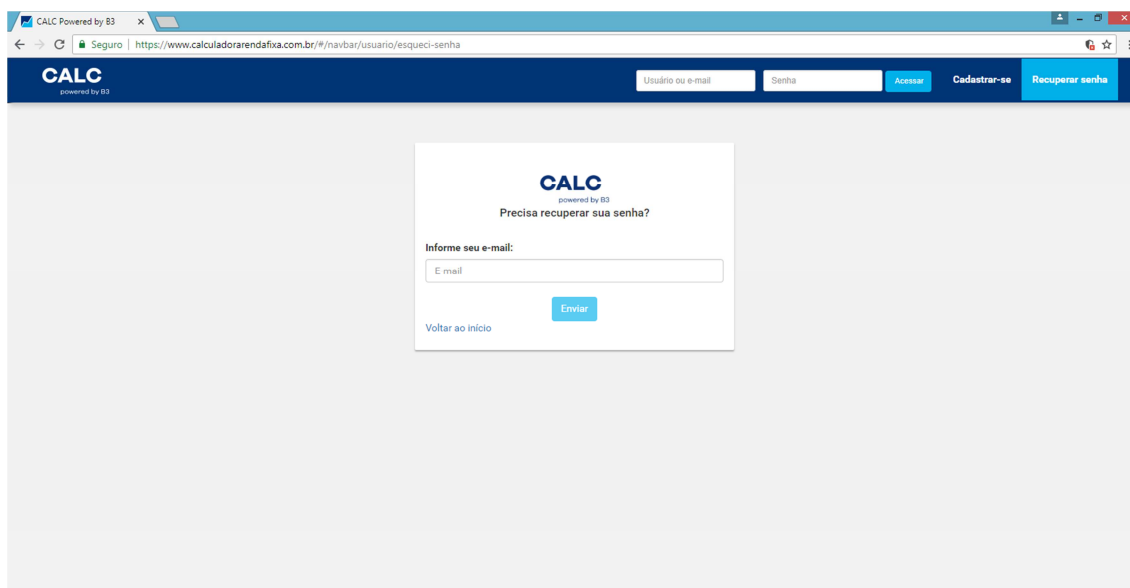 CALC Powered by B3
Seguro | https://www.calculadorarendafixa.com.br/#/navbar/usuario/esqueci-senha
CALC
powered by B3
Usuário ou e-mail
Senha
Acessar
Cadastrar-se
Recuperar senha
CALC
powered by B3
Precisa recuperar sua senha?
Informe seu e-mail:
E-mail
Enviar
Voltar ao início